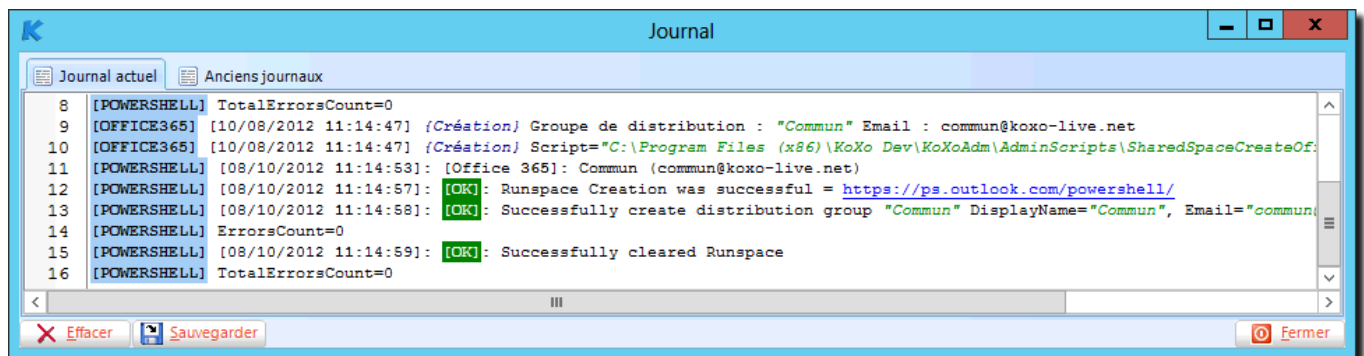 Journal
Journal actuel Anciens journaux
8 [POWERSHELL] TotalErrorsCount=0
9 [OFFICE365] [10/08/2012 11:14:47] {Création} Groupe de distribution : "Commun" Email : commun@koxo-live.net
10 [OFFICE365] [10/08/2012 11:14:47] {Création} Script="C:\Program Files (x86)\KoXo Dev\KoXoAdm\AdminScripts\SharedSpaceCreateOf
11 [POWERSHELL] [08/10/2012 11:14:53]: [Office 365]: Commun (commun@koxo-live.net)
12 [POWERSHELL] [08/10/2012 11:14:57]: [OK]: Runspace Creation was successful = https://ps.outlook.com/powershell/
13 [POWERSHELL] [08/10/2012 11:14:58]: [OK]: Successfully create distribution group "Commun" DisplayName="Commun", Email="commun
14 [POWERSHELL] ErrorsCount=0
15 [POWERSHELL] [08/10/2012 11:14:59]: [OK]: Successfully cleared Runspace
16 [POWERSHELL] TotalErrorsCount=0
Effacer Sauvegarder Fermer